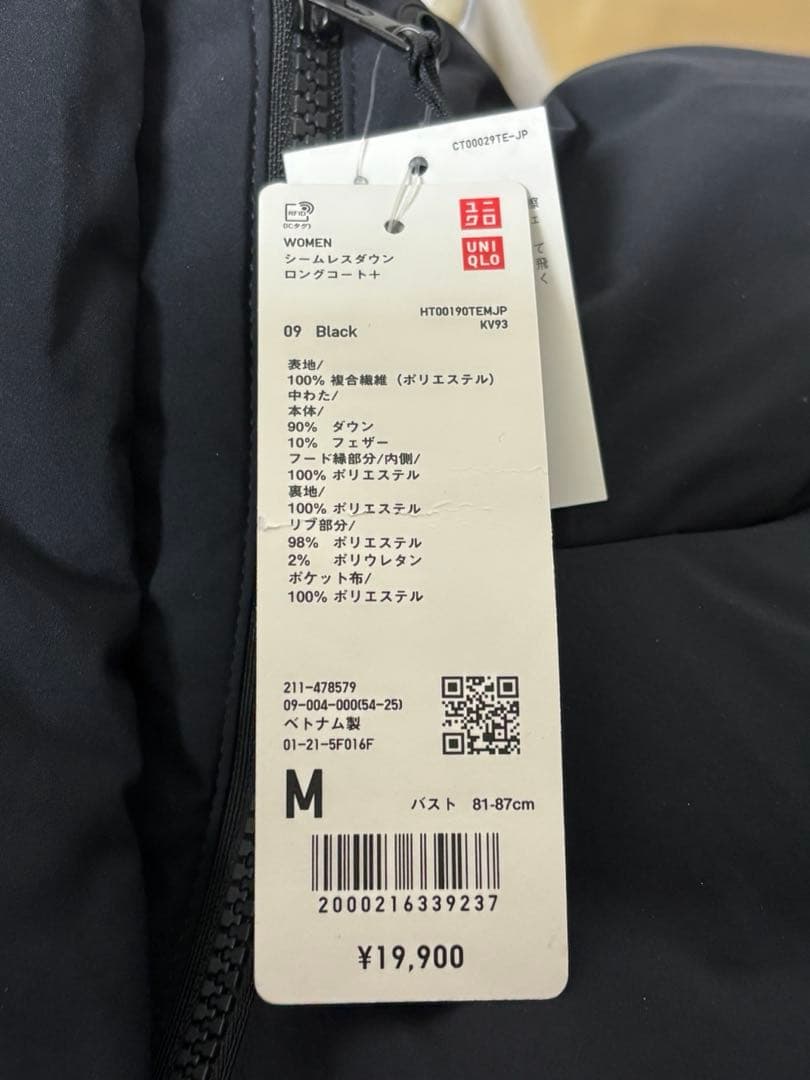 CT00029TE-JP
て飛く
RFID
(ICタグ)
ユニ
クロ
UNI
QLO
WOMEN
シームレスダウン
ロングコート+
HT00190TEMJP
KV93
09 Black
表地/
100% 複合繊維(ポリエステル)
中わた/
本体/
90% ダウン
10% フェザー
フード縁部分/内側/
100% ポリエステル
裏地/
100% ポリエステル
リブ部分/
98% ポリエステル
2% ポリウレタン
ポケット布/
100% ポリエステル
211-478579
09-004-000(54-25)
ベトナム製
01-21-5F016F
M
バスト 81-87cm
2000216339237
¥19,900